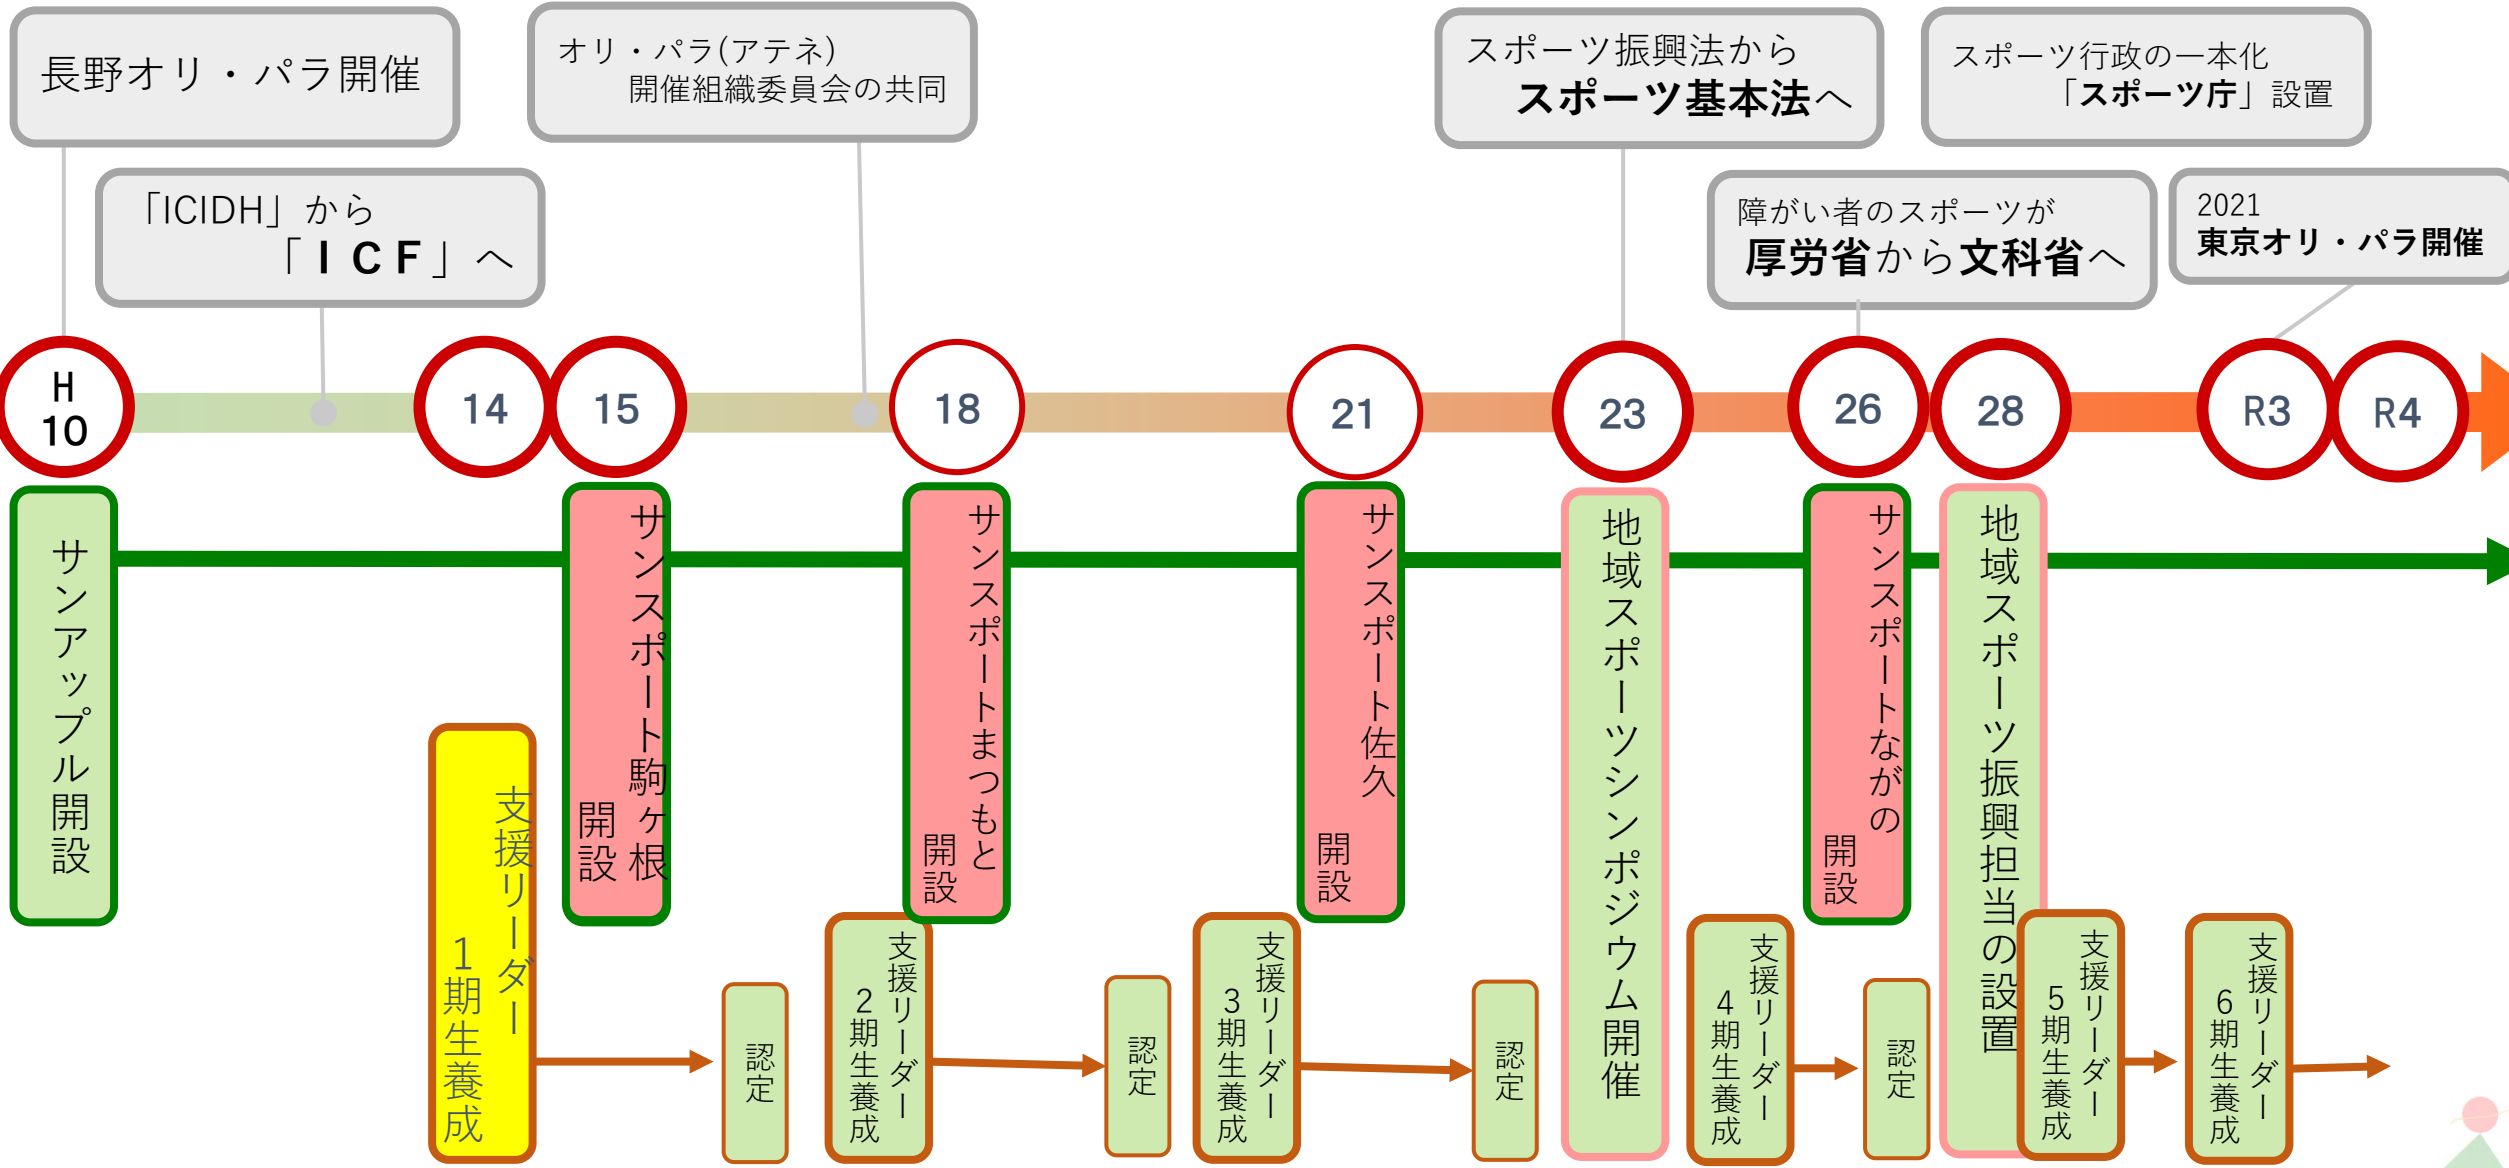 長野オリ・パラ開催
オリ・パラ(アテネ)
開催組織委員会の共同
スポーツ振興法から
スポーツ基本法へ
スポーツ行政の一本化
「スポーツ庁」設置
「ICIDH」から
「ＩＣＦ」へ
障がい者のスポーツが
厚労省から文科省へ
2021
東京オリ・パラ開催
H
10
14
15
18
21
23
26
28
R3
R4
サンアップル開設
支援リーダー
1期生養成
サンスポート駒ヶ根
開設
認定
支援リーダー
2期生養成
サンスポートまつもと
開設
認定
支援リーダー
3期生養成
サンスポート佐久
開設
認定
地域スポーツシンポジウム開催
支援リーダー
4期生養成
サンスポートながの
開設
認定
地域スポーツ振興担当の設置
支援リーダー
5期生養成
支援リーダー
6期生養成